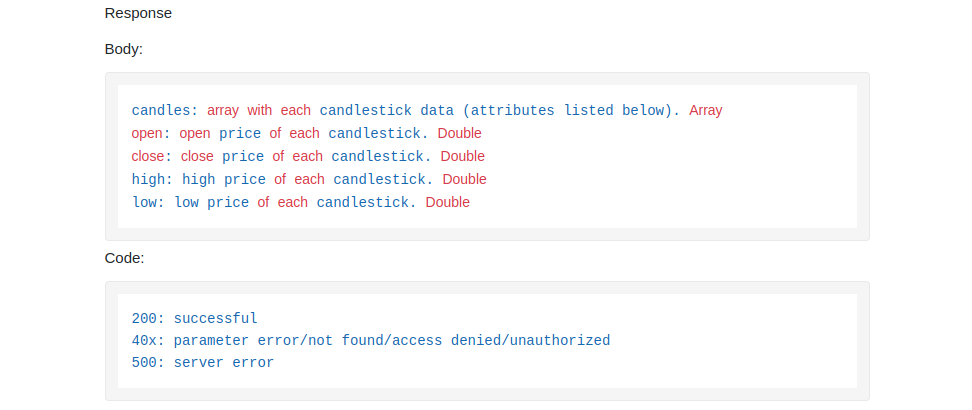 Response
Body:
candles: array with each candlestick data (attributes listed below). Array
open: open price of each candlestick. Double
close: close price of each candlestick. Double
high: high price of each candlestick. Double
low: low price of each candlestick. Double
Code:
200: successful
40x: parameter error/not found/access denied/unauthorized
500: server error